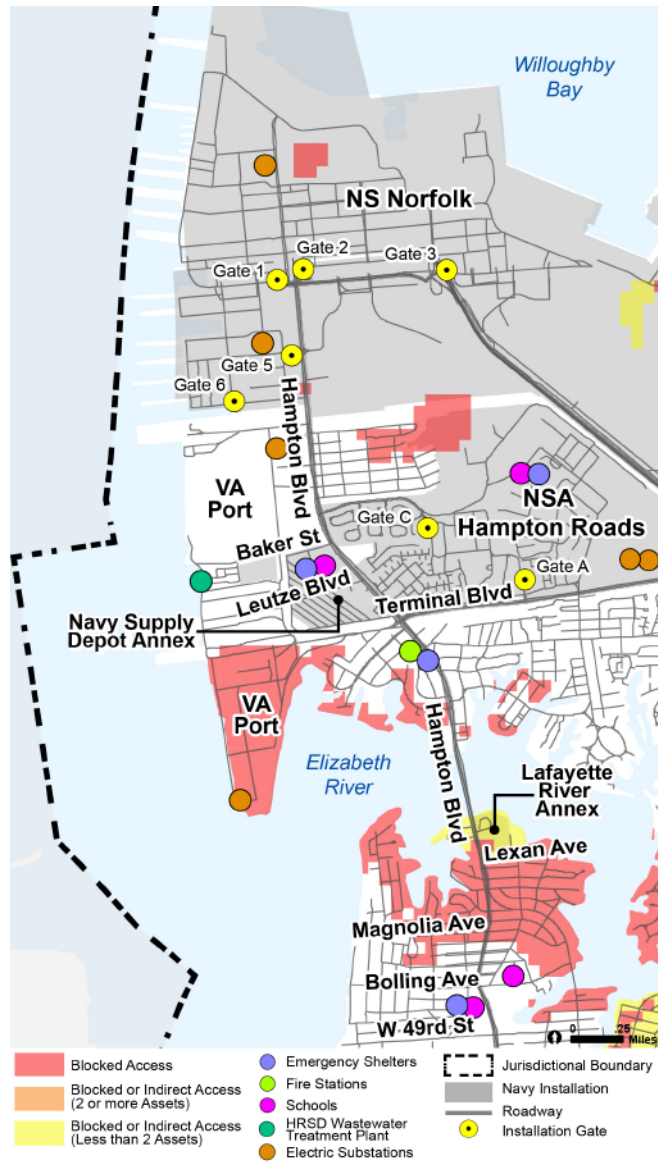 Willoughby
Bay
NS Norfolk
Gate 2
Gate 3
Gate 1
Gate 5
Gate 6
Hampton Blvd
VA
Port
NSA
Hampton Roads
Gate C
Baker St
Gate A
Leutze Blvd
Terminal Blvd
Navy Supply
Depot Annex
VA
Port
Hampton Blvd
Elizabeth
River
Lafayette
River
Annex
Lexan Ave
Magnolia Ave
Bolling Ave
W 49rd St
0 .25
Miles
Blocked Access
Blocked or Indirect Access
(2 or more Assets)
Blocked or Indirect Access
(Less than 2 Assets)
Emergency Shelters
Fire Stations
Schools
HRSD Wastewater
Treatment Plant
Electric Substations
Jurisdictional Boundary
Navy Installation
Roadway
Installation Gate